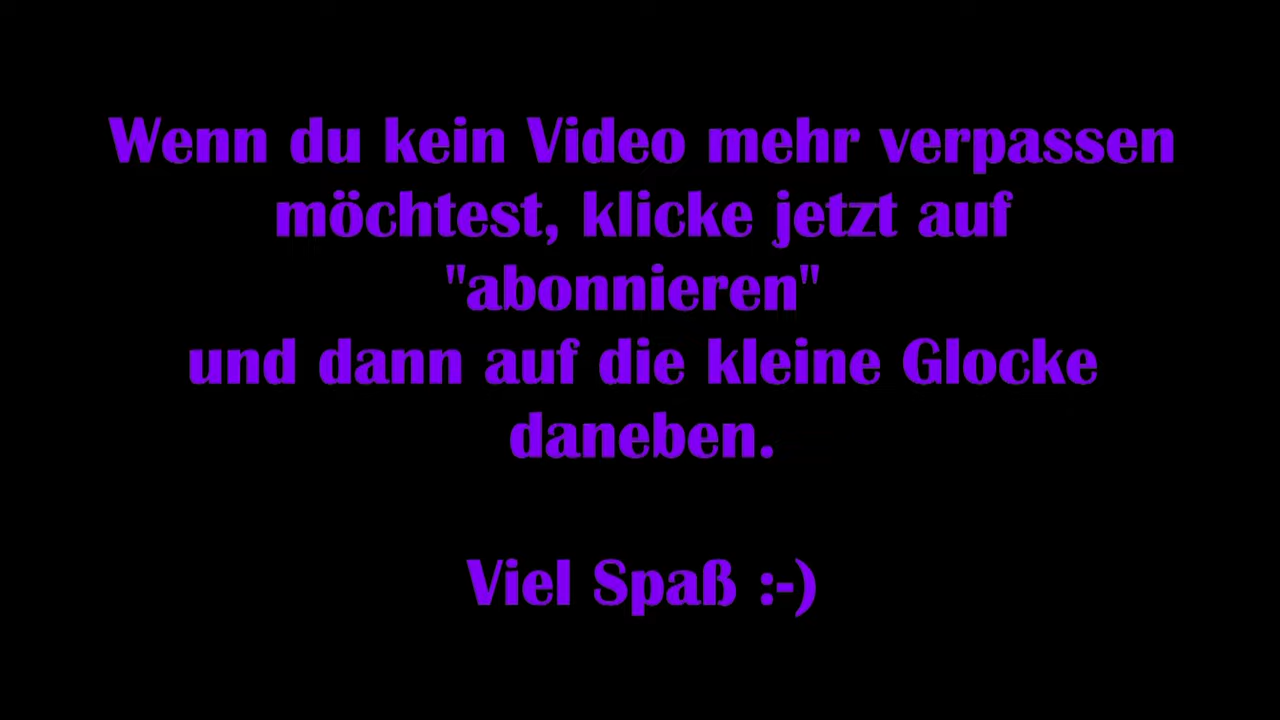 Wenn du kein Video mehr verpassen
möchtest, klicke jetzt auf
"abonnieren"
und dann auf die kleine Glocke
daneben.
Viel Spaß :-)